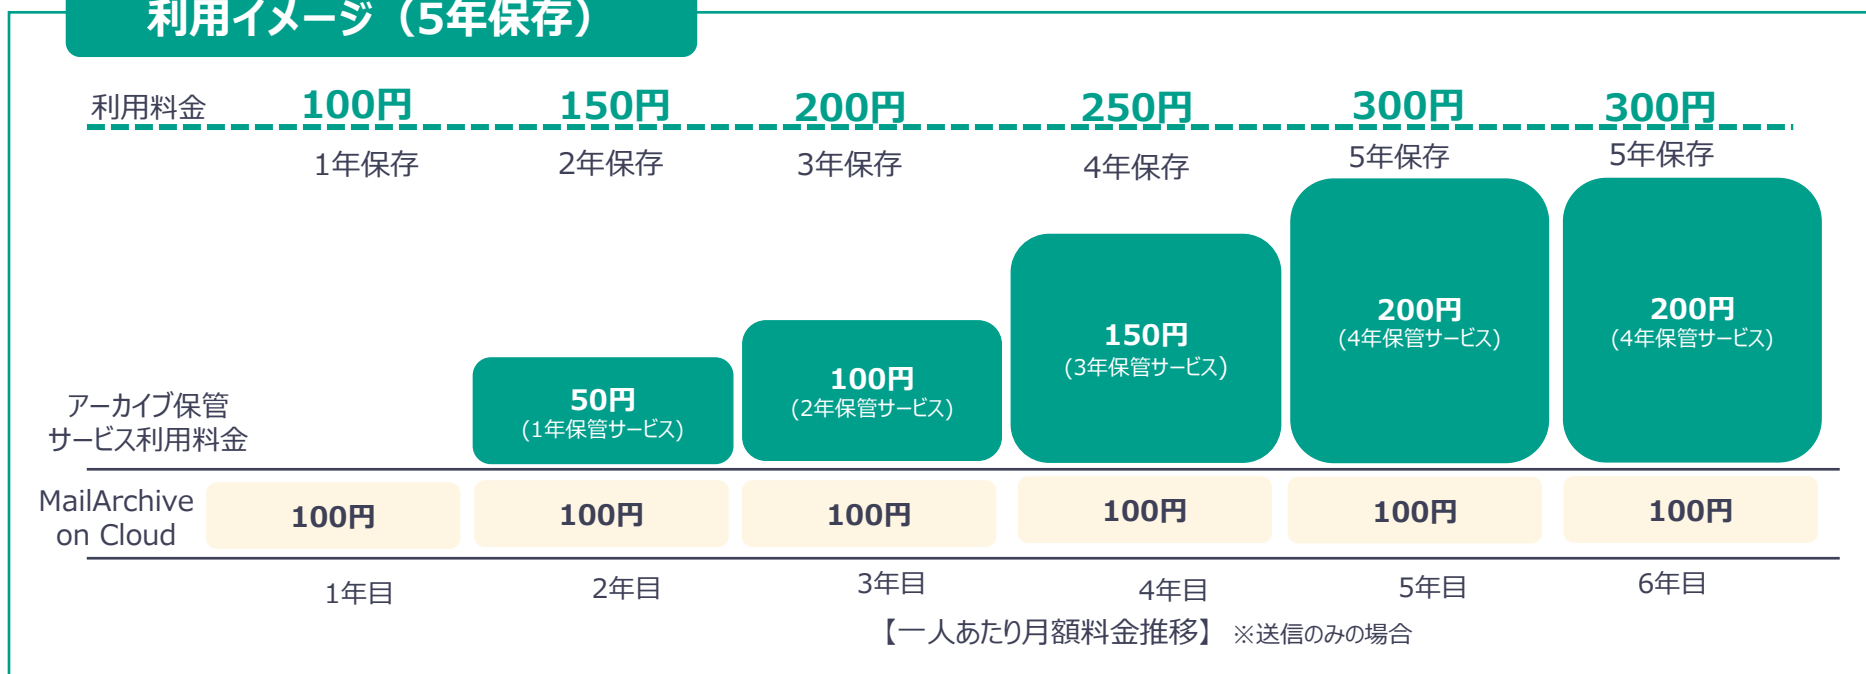 利用イメージ（5年保存）
利用料金 100円 150円 200円 250円 300円 300円
1年保存 2年保存 3年保存 4年保存 5年保存 5年保存
アーカイブ保管
サービス利用料金
50円
(1年保管サービス)
100円
(2年保管サービス)
150円
(3年保管サービス)
200円
(4年保管サービス)
200円
(4年保管サービス)
MailArchive
on Cloud
100円 100円 100円 100円 100円 100円
1年目 2年目 3年目 4年目 5年目 6年目
【一人あたり月額料金推移】 ※送信のみの場合